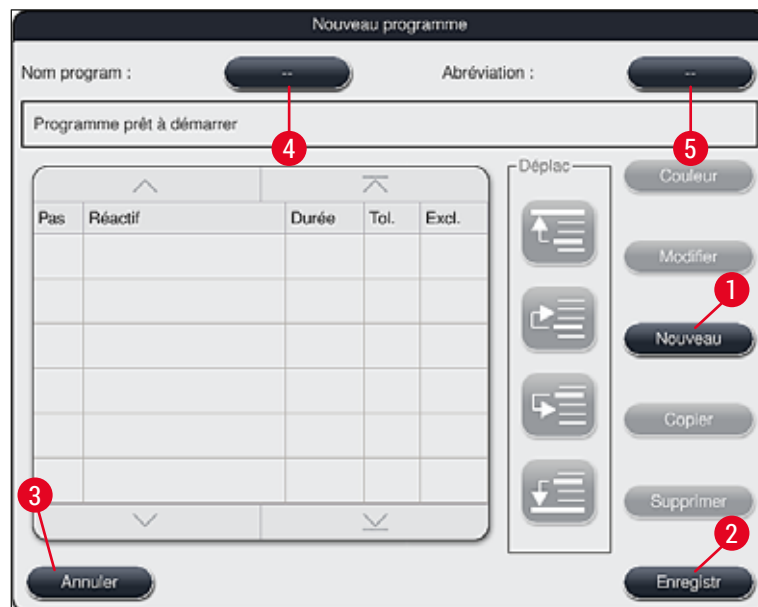 Nouveau programme
Nom program : -- Abréviation : --
4 5
Programme prêt à démarrer
Pas Réactif Durée Tol. Excl.
Déplac
Couleur
Modifier
1
Nouveau
Copier
Supprimer
3
2
Annuler
Enregistr